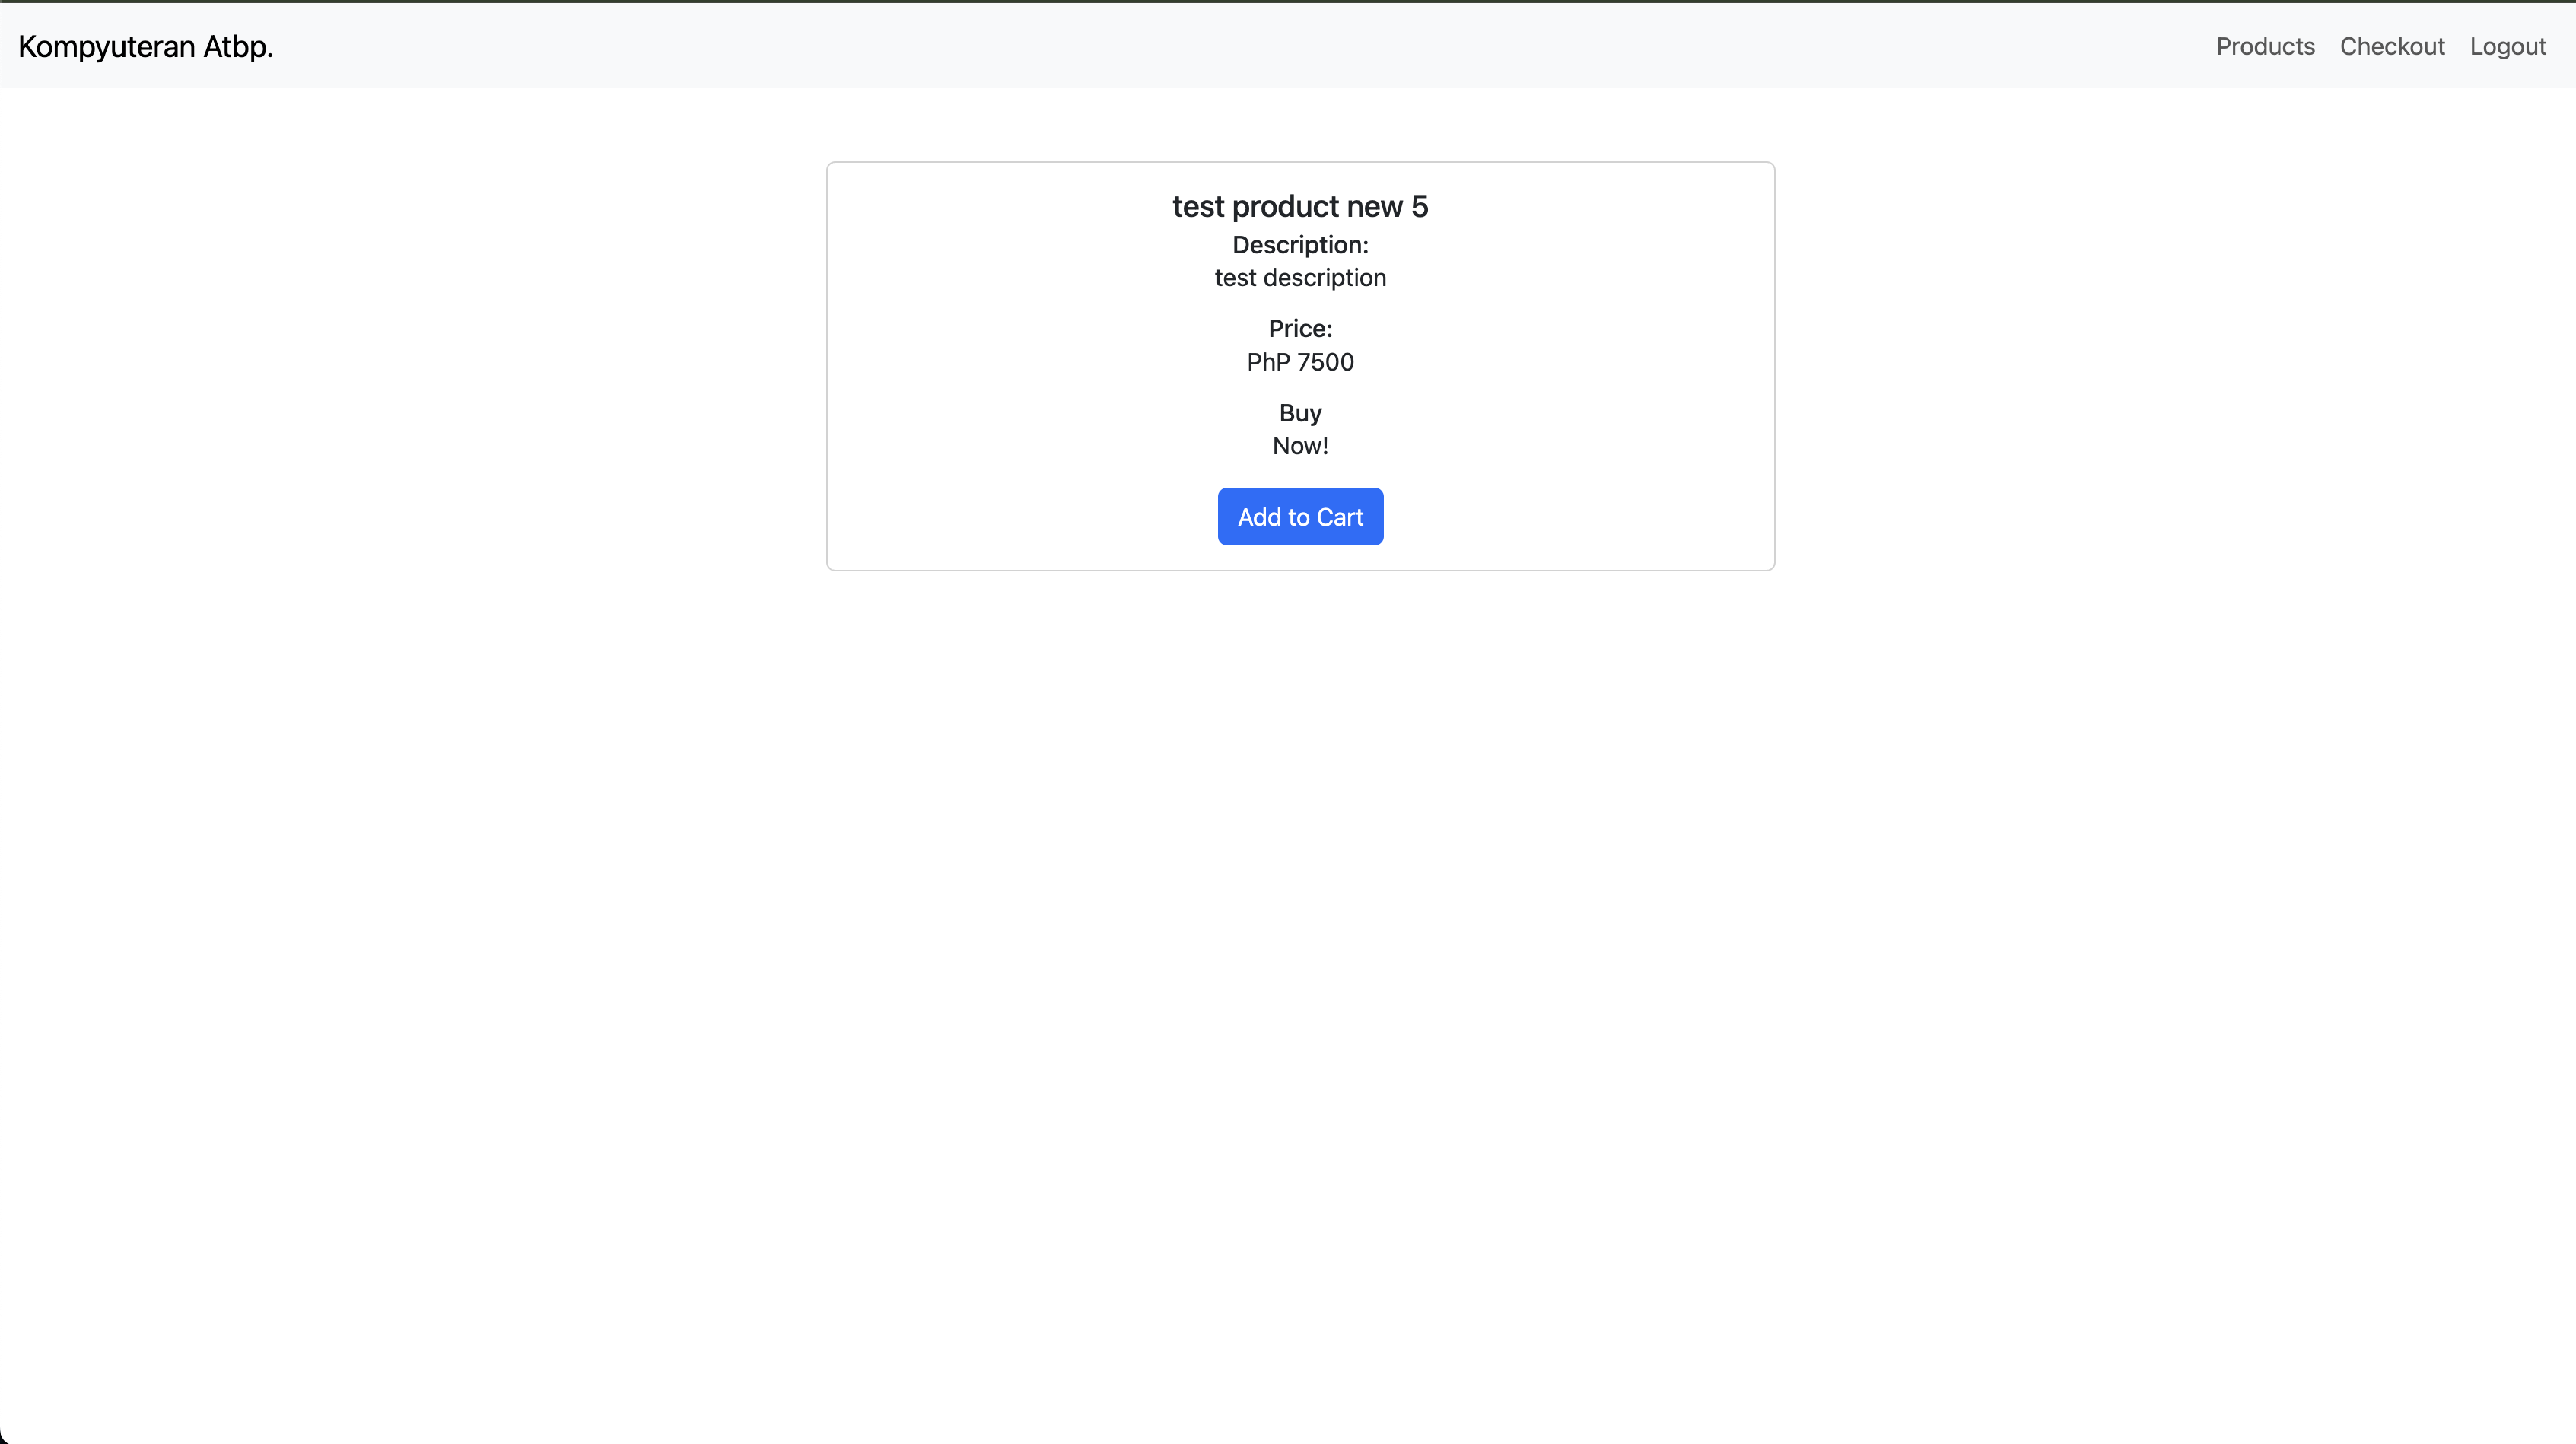 Kompyuteran Atbp.
Products Checkout Logout
test product new 5
Description:
test description
Price:
PhP 7500
Buy
Now!
Add to Cart